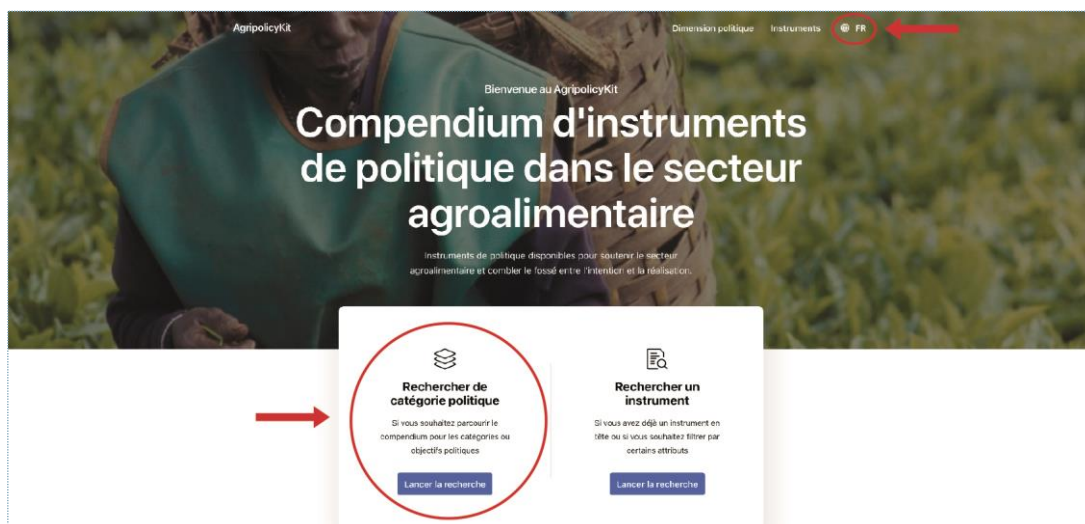 AgripolicyKit
Dimension politique Instruments FR
Bienvenue au AgripolicyKit
Compendium d'instruments
de politique dans le secteur
agroalimentaire
Instruments de politique disponibles pour soutenir le secteur
agroalimentaire et combler le fossé entre l'intention et la réalisation.
Rechercher de
catégorie politique
Si vous souhaitez parcourir le
compendium pour les catégories ou
objectifs politiques
Lancer la recherche
Rechercher un
instrument
Si vous avez déjà un instrument en
tête ou si vous souhaitez filtrer par
certains attributs
Lancer la recherche